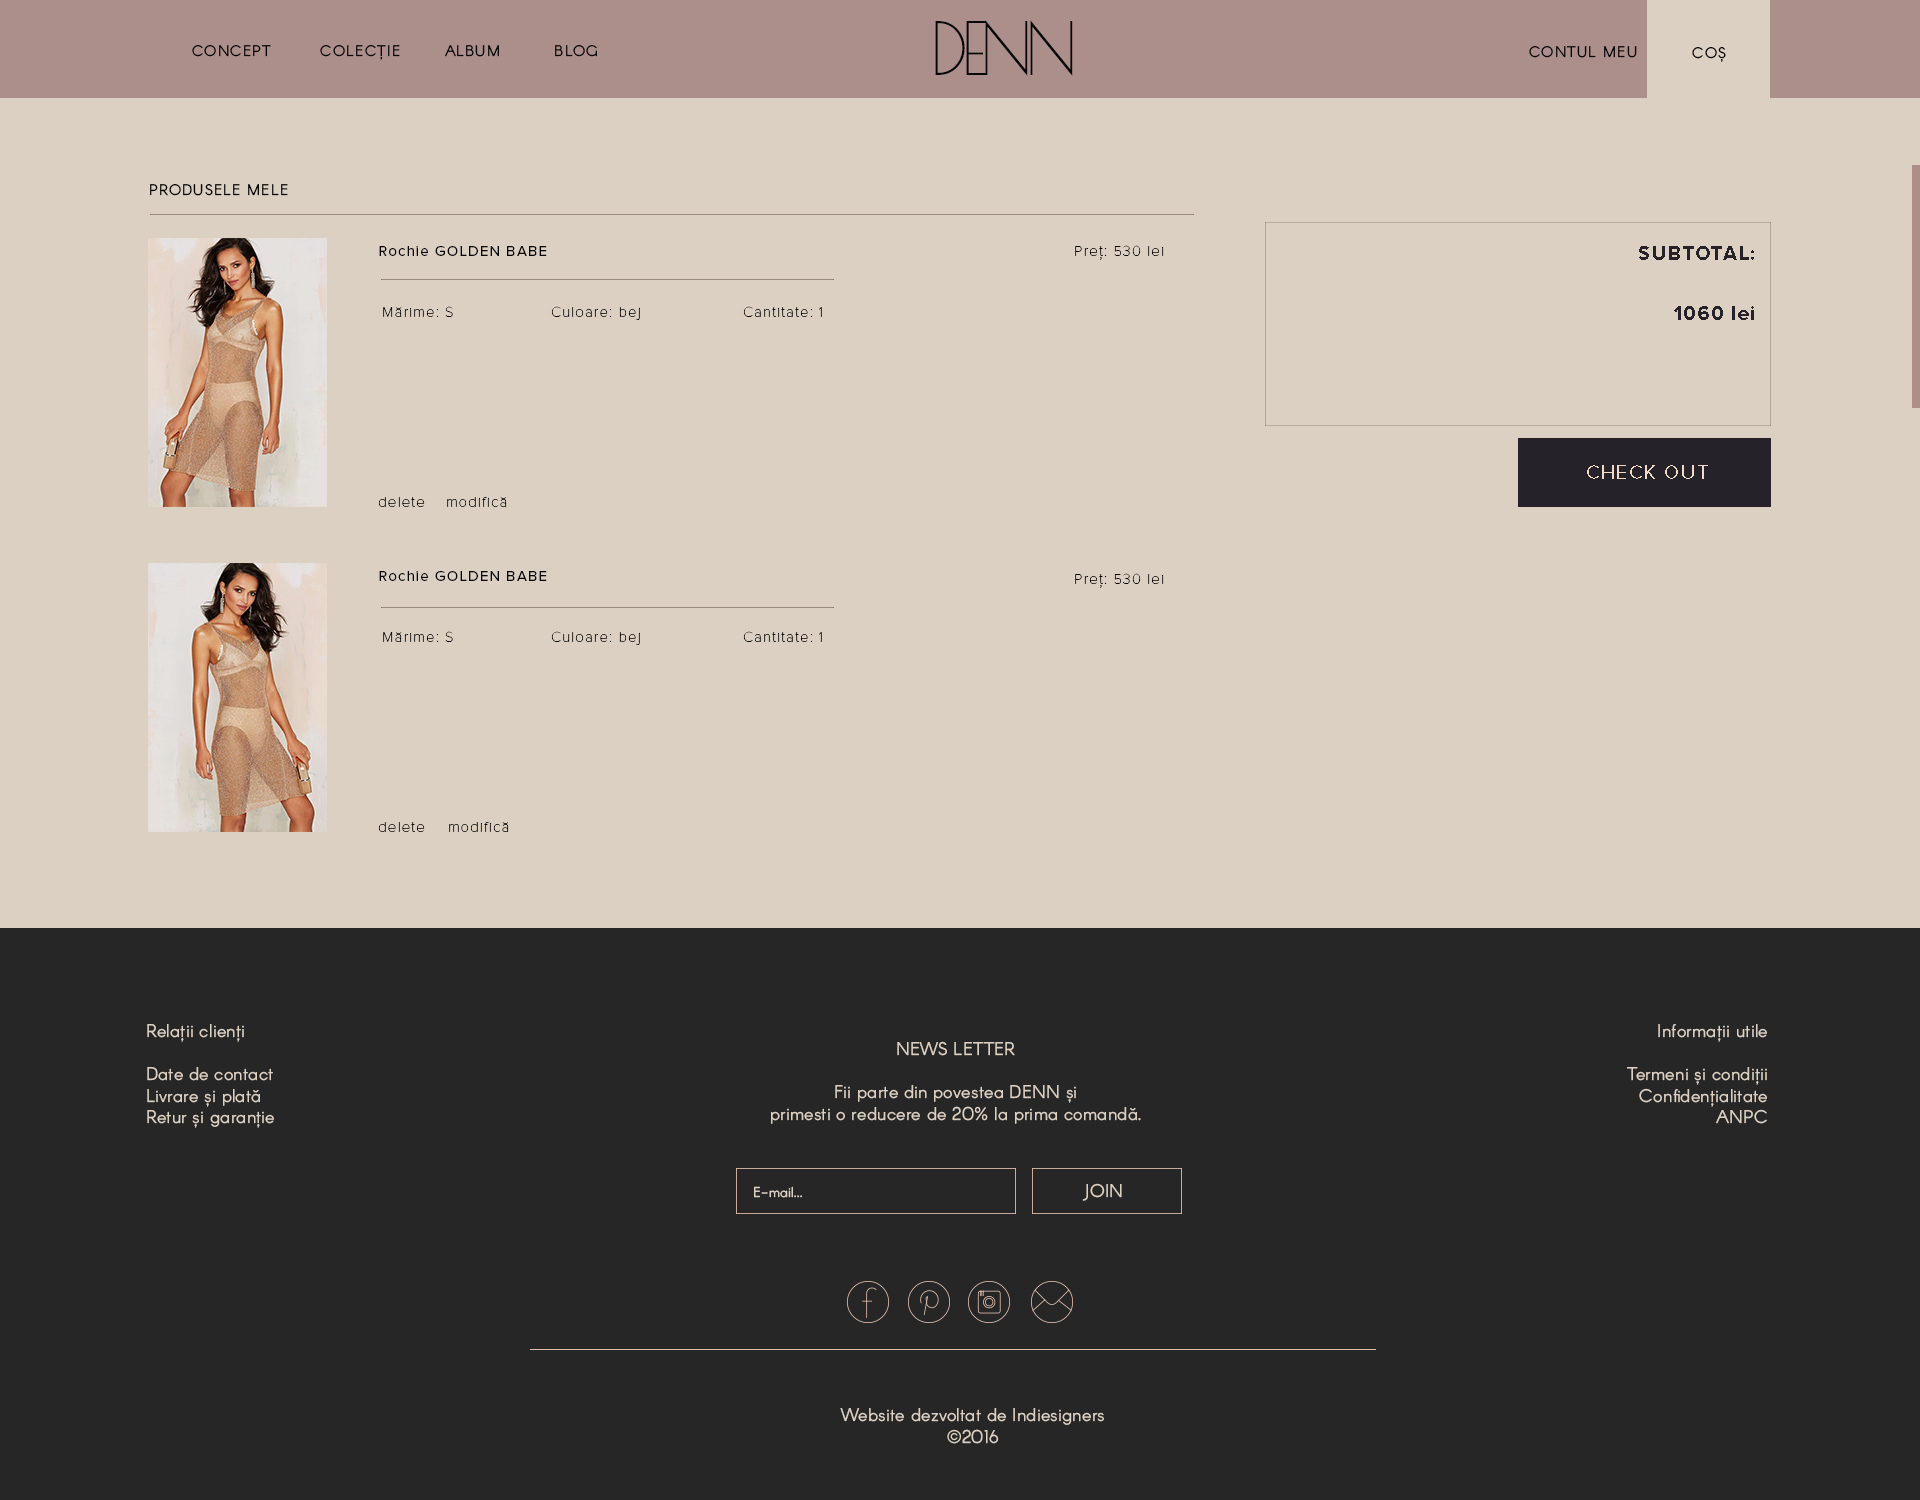 CONCEPT COLECȚIE ALBUM BLOG DENN CONTUL MEU COȘ
PRODUSELE MELE
Rochie GOLDEN BABE Preț: 530 lei
Mărime: S Culoare: bej Cantitate: 1
delete modifică
SUBTOTAL:
1060 lei
CHECK OUT
Rochie GOLDEN BABE Preț: 530 lei
Mărime: S Culoare: bej Cantitate: 1
delete modifică
Relații clienți
Date de contact
Livrare și plată
Retur și garanție
NEWS LETTER
Fii parte din povestea DENN și
primesti o reducere de 20% la prima comandă.
E-mail... JOIN
Informații utile
Termeni și condiții
Confidențialitate
ANPC
Website dezvoltat de Indiesigners
©2016